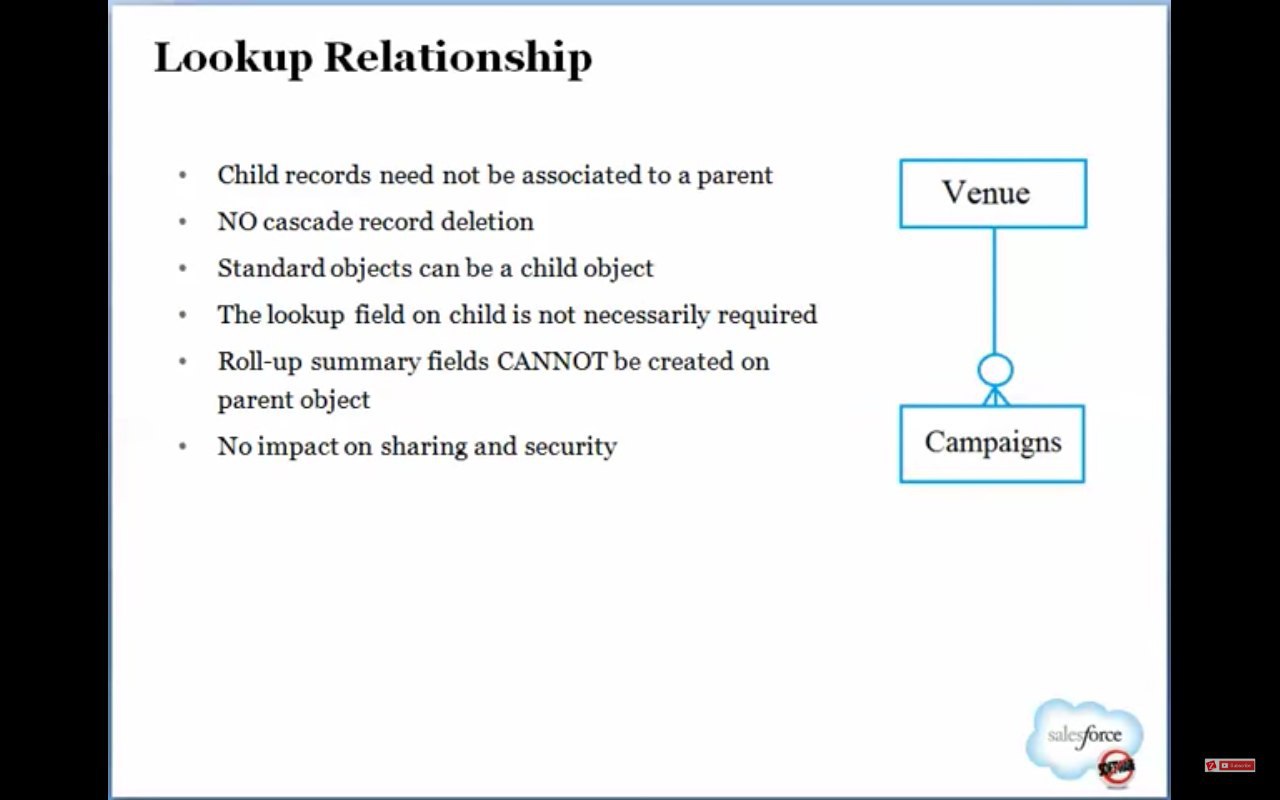 Lookup Relationship
Child records need not be associated to a parent
NO cascade record deletion
Standard objects can be a child object
The lookup field on child is not necessarily required
Roll-up summary fields CANNOT be created on
parent object
No impact on sharing and security
Venue
Campaigns
salesforce
SOFTWARE
Subscribe